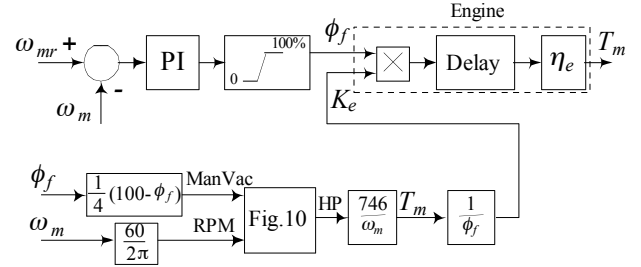 Engine
ω_mr + PI 0 100% ϕ_f × Delay η_e T_m
-
ω_m
K_e
ϕ_f 1/4 (100-ϕ_f) ManVac
Fig.10 HP 746/ω_m T_m 1/ϕ_f
ω_m 60/2π RPM